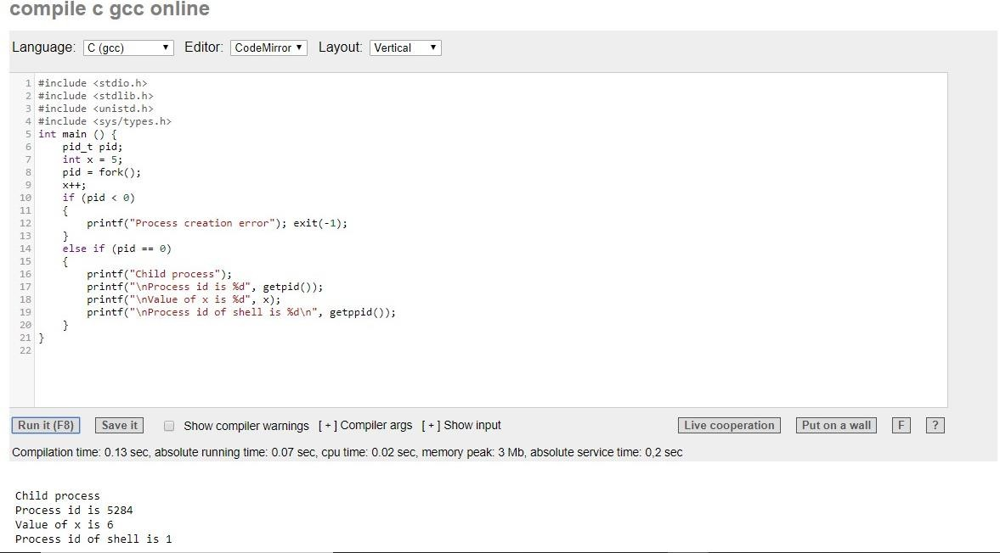 compile c gcc online
Language: C (gcc) Editor: CodeMirror Layout: Vertical
1 #include <stdio.h>
2 #include <stdlib.h>
3 #include <unistd.h>
4 #include <sys/types.h>
5 int main () {
6     pid_t pid;
7     int x = 5;
8     pid = fork();
9     x++;
10     if (pid < 0)
11     {
12         printf("Process creation error"); exit(-1);
13     }
14     else if (pid == 0)
15     {
16         printf("Child process");
17         printf("\nProcess id is %d", getpid());
18         printf("\nValue of x is %d", x);
19         printf("\nProcess id of shell is %d\n", getppid());
20     }
21 }
22
Run it (F8) Save it Show compiler warnings [ + ] Compiler args [ + ] Show input Live cooperation Put on a wall F ?
Compilation time: 0.13 sec, absolute running time: 0.07 sec, cpu time: 0.02 sec, memory peak: 3 Mb, absolute service time: 0,2 sec
Child process
Process id is 5284
Value of x is 6
Process id of shell is 1